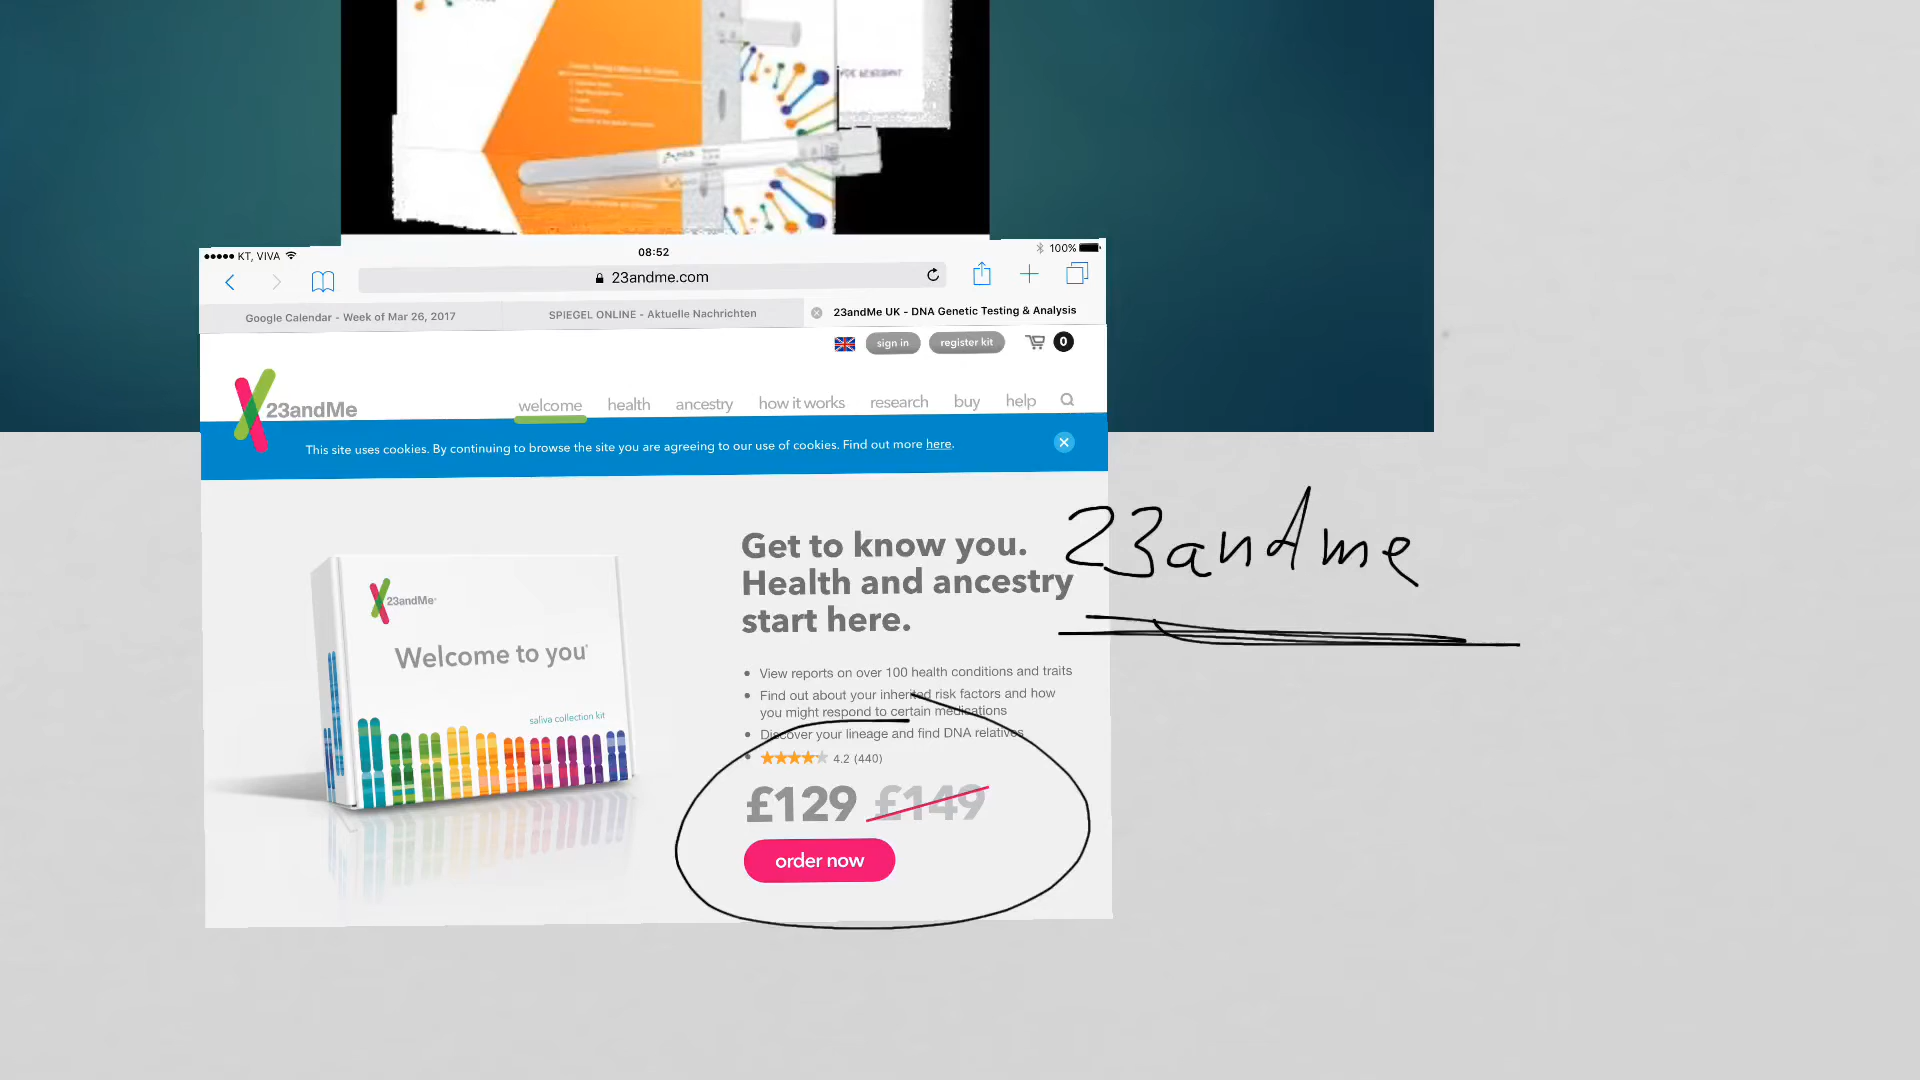 KT, VIVA
08:52
100%
23andme.com
Google Calendar - Week of Mar 26, 2017
SPIEGEL ONLINE - Aktuelle Nachrichten
23andMe UK - DNA Genetic Testing & Analysis
sign in
register kit
0
23andMe
welcome
health
ancestry
how it works
research
buy
help
This site uses cookies. By continuing to browse the site you are agreeing to our use of cookies. Find out more here.
23andMe
Welcome to you
saliva collection kit
Get to know you.
Health and ancestry
start here.
View reports on over 100 health conditions and traits
Find out about your inherited risk factors and how
you might respond to certain medications
Discover your lineage and find DNA relatives
4.2 (440)
£129 £149
order now
23andme